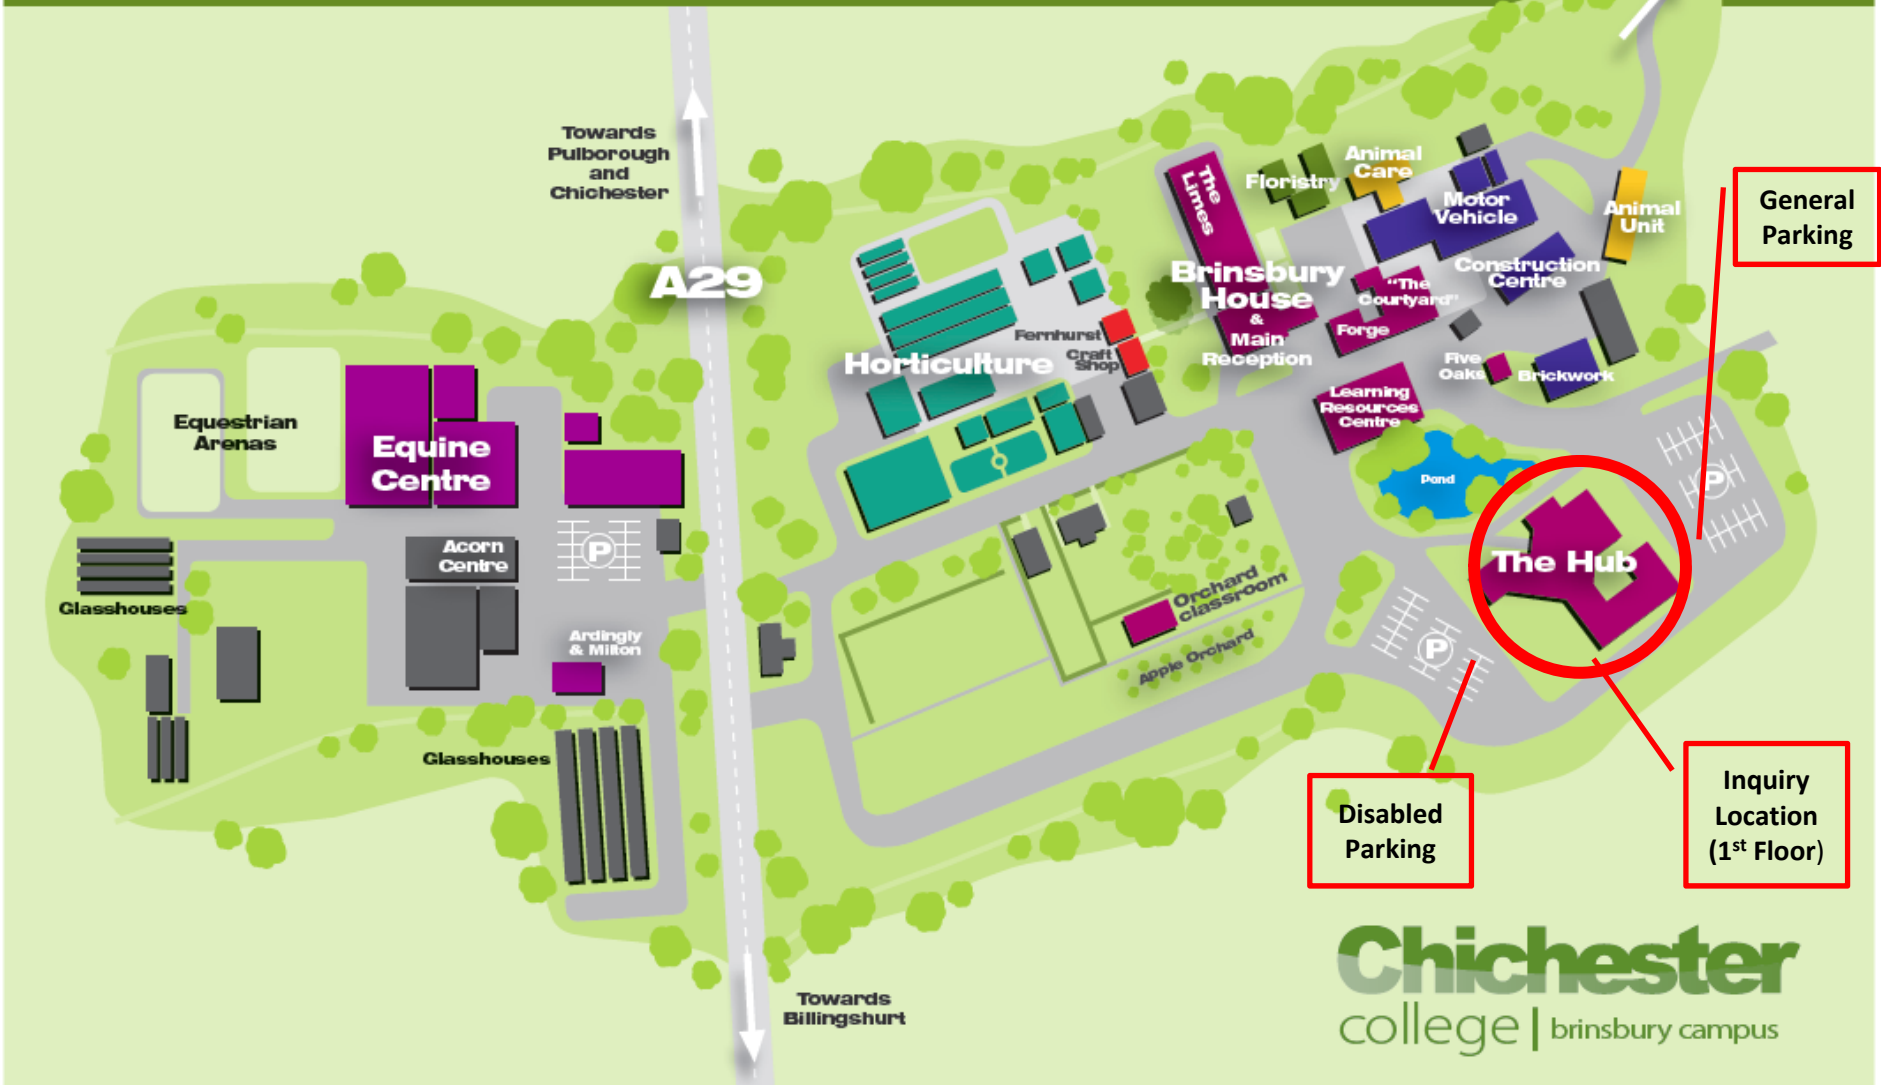 Towards
Pulborough
and
Chichester
A29
The
Limes
Floristry
Animal
Care
Motor
Vehicle
Animal
Unit
General
Parking
Brinsbury
House
&
Main
Reception
"The
Courtyard"
Construction
Centre
Forge
Fernhurst
Craft
Shop
Horticulture
Five
Oaks
Brickwork
Learning
Resources
Centre
Equestrian
Arenas
Equine
Centre
Pond
P
The Hub
Acorn
Centre
P
Glasshouses
Orchard
classroom
Ardingly
& Milton
Apple Orchard
P
Glasshouses
Disabled
Parking
Inquiry
Location
(1st Floor)
Towards
Billingshurt
Chichester
college | brinsbury campus